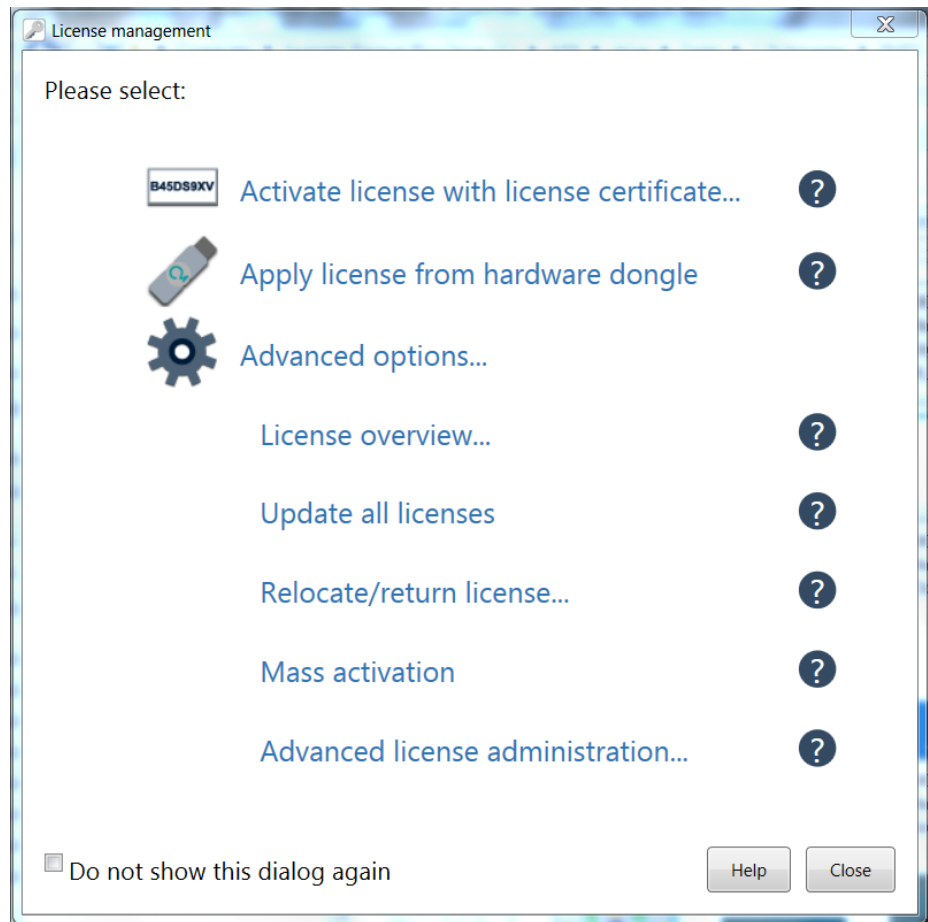 License management
Please select:
B45DS9XV
Activate license with license certificate...
?
Apply license from hardware dongle
?
Advanced options...
License overview...
?
Update all licenses
?
Relocate/return license...
?
Mass activation
?
Advanced license administration...
?
Do not show this dialog again
Help
Close